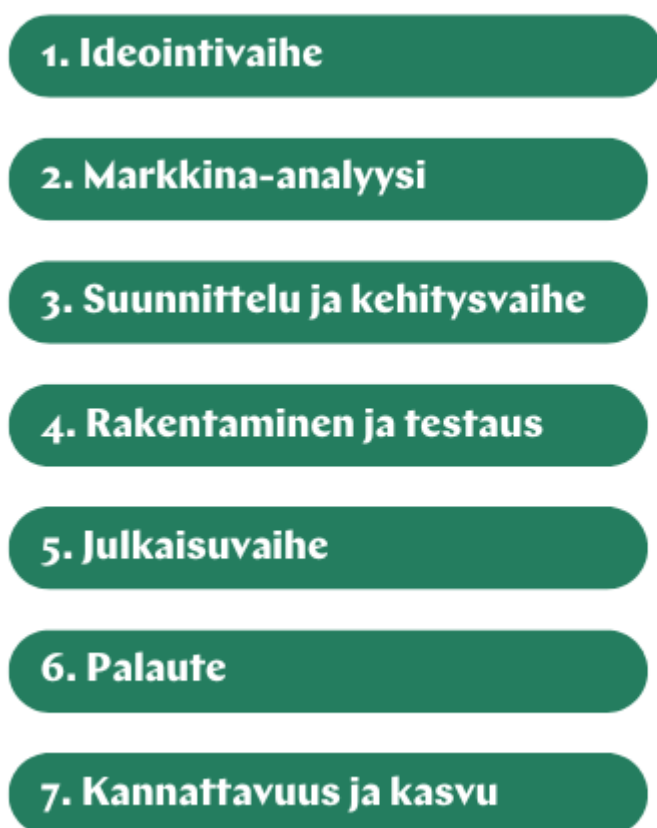 1. Ideointivaihe
2. Markkina-analyysi
3. Suunnittelu ja kehitysvaihe
4. Rakentaminen ja testaus
5. Julkaisuvaihe
6. Palaute
7. Kannattavuus ja kasvu